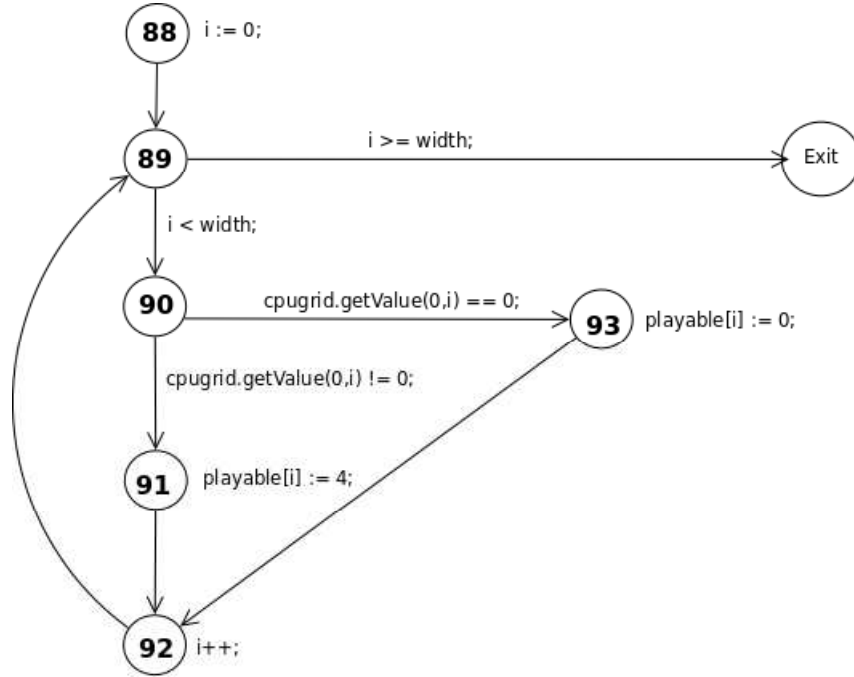 88 i := 0;
89 i >= width; Exit
i < width;
90 cpugrid.getValue(0,i) == 0; 93 playable[i] := 0;
cpugrid.getValue(0,i) != 0;
91 playable[i] := 4;
92 i++;